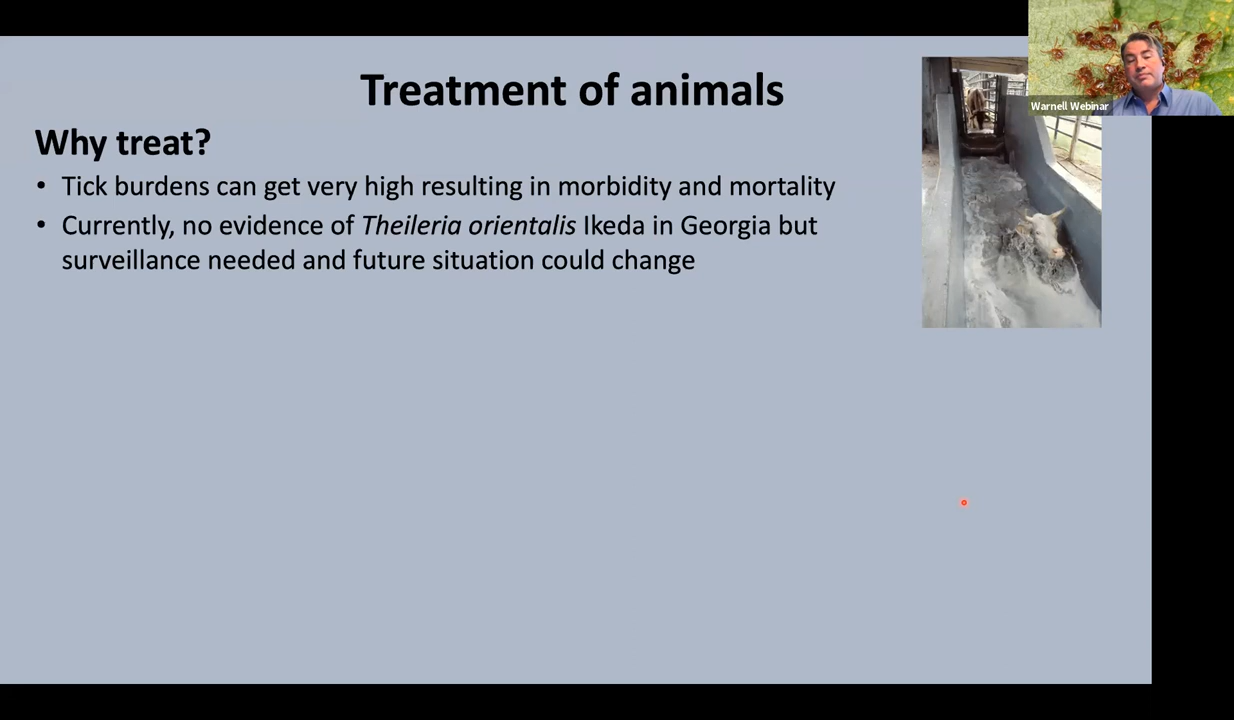 Treatment of animals
Warnell Webinar
Why treat?
• Tick burdens can get very high resulting in morbidity and mortality
• Currently, no evidence of Theileria orientalis Ikeda in Georgia but
surveillance needed and future situation could change